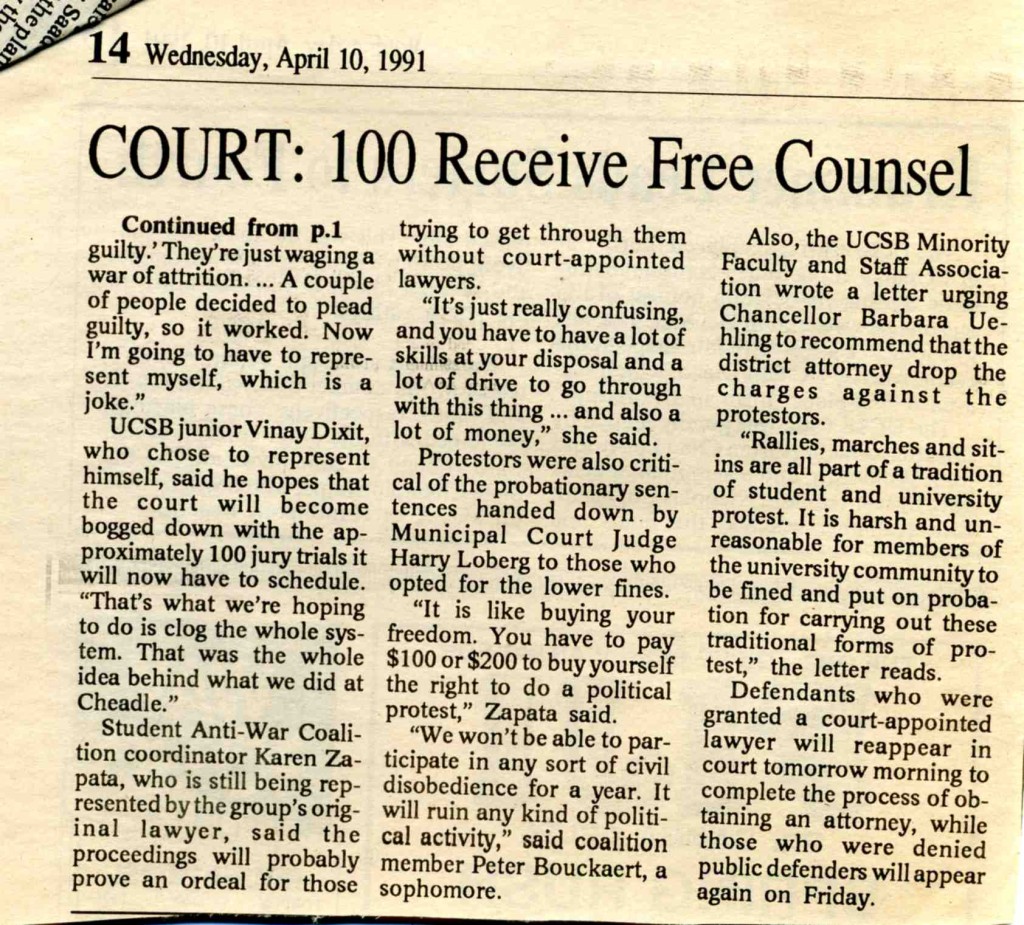 ate
Saad
the plan
the
14 Wednesday, April 10, 1991
COURT: 100 Receive Free Counsel
Continued from p.1
guilty.' They're just waging a
war of attrition. ... A couple
of people decided to plead
guilty, so it worked. Now
I'm going to have to repre-
sent myself, which is a
joke."
UCSB junior Vinay Dixit,
who chose to represent
himself, said he hopes that
the court will become
bogged down with the ap-
proximately 100 jury trials it
will now have to schedule.
"That's what we're hoping
to do is clog the whole sys-
tem. That was the whole
idea behind what we did at
Cheadle."
Student Anti-War Coali-
tion coordinator Karen Za-
pata, who is still being rep-
resented by the group's orig-
inal lawyer, said the
proceedings will probably
prove an ordeal for those
trying to get through them
without court-appointed
lawyers.
"It's just really confusing,
and you have to have a lot of
skills at your disposal and a
lot of drive to go through
with this thing ... and also a
lot of money," she said.
Protestors were also criti-
cal of the probationary sen-
tences handed down by
Municipal Court Judge
Harry Loberg to those who
opted for the lower fines.
"It is like buying your
freedom. You have to pay
$100 or $200 to buy yourself
the right to do a political
protest," Zapata said.
"We won't be able to par-
ticipate in any sort of civil
disobedience for a year. It
will ruin any kind of politi-
cal activity," said coalition
member Peter Bouckaert, a
sophomore.
Also, the UCSB Minority
Faculty and Staff Associa-
tion wrote a letter urging
Chancellor Barbara Ue-
hling to recommend that the
district attorney drop the
charges against the
protestors.
"Rallies, marches and sit-
ins are all part of a tradition
of student and university
protest. It is harsh and un-
reasonable for members of
the university community to
be fined and put on proba-
tion for carrying out these
traditional forms of pro-
test," the letter reads.
Defendants who were
granted a court-appointed
lawyer will reappear in
court tomorrow morning to
complete the process of ob-
taining an attorney, while
those who were denied
public defenders will appear
again on Friday.